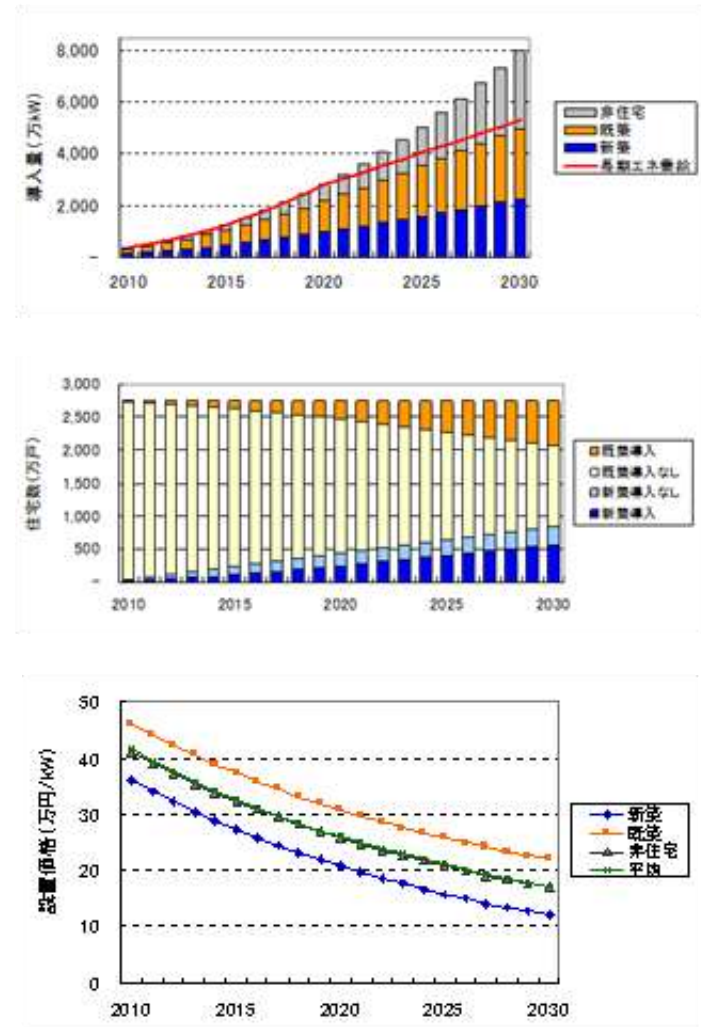 導入量(万kW)
8,000
6,000
4,000
2,000
-
2010 2015 2020 2025 2030
非住宅
既築
新築
長期エネ需給
住宅数(万戸)
3,000
2,500
2,000
1,500
1,000
500
-
2010 2015 2020 2025 2030
既築導入
既築導入なし
新築導入なし
新築導入
設置価格(万円/kW)
50
40
30
20
10
0
2010 2015 2020 2025 2030
新築
既築
非住宅
平均